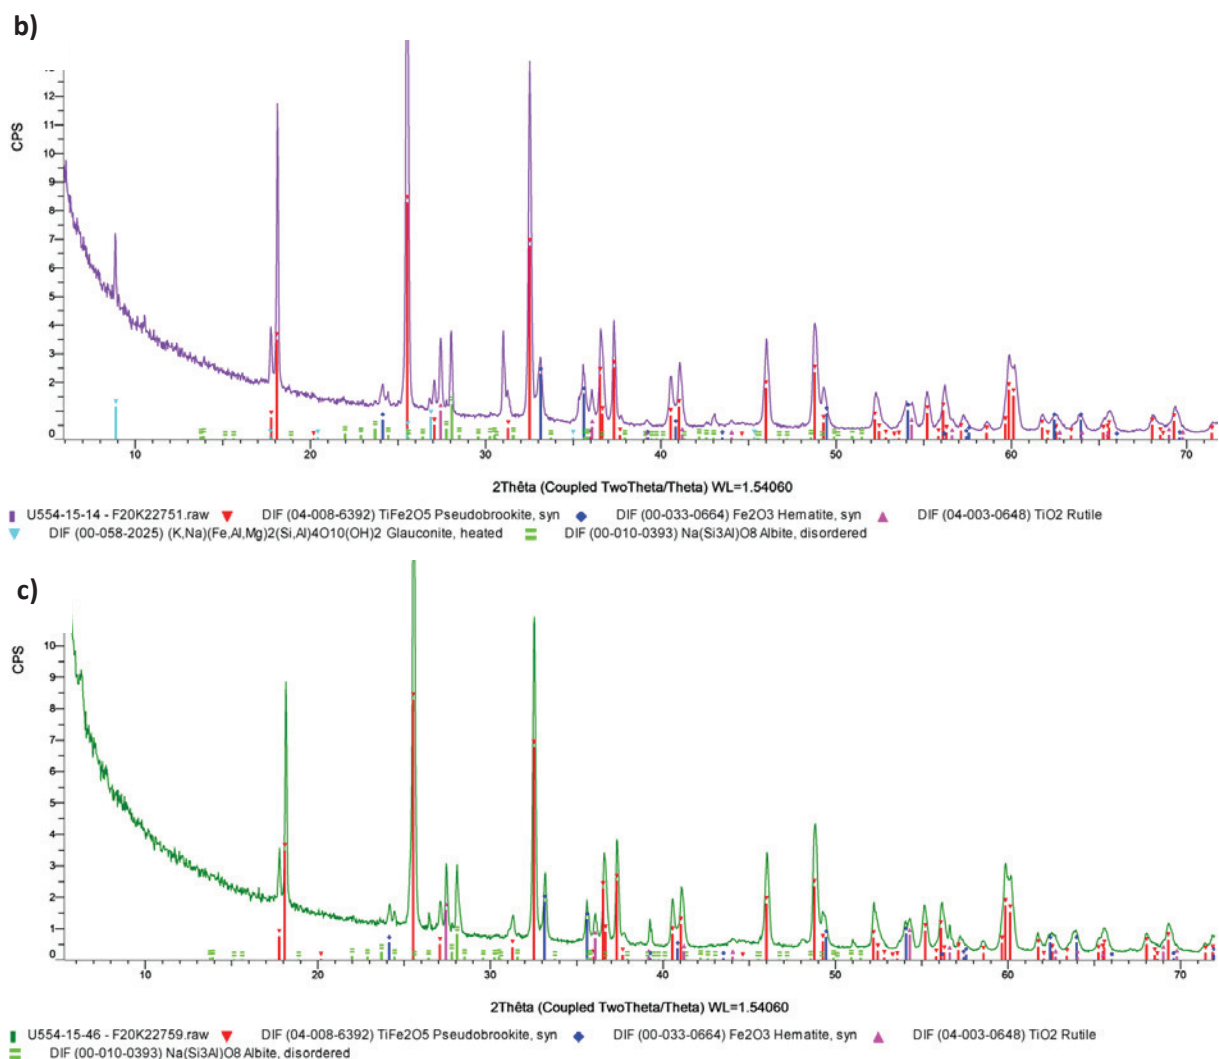 b)
CPS
12
11
10
9
8
7
6
5
4
3
2
1
0
10 20 30 40 50 60 70
2Thêta (Coupled TwoTheta/Theta) WL=1.54060
U554-15-14 - F20K22751.raw DIF (04-008-6392) TiFe2O5 Pseudobrookite, syn DIF (00-033-0664) Fe2O3 Hematite, syn DIF (04-003-0648) TiO2 Rutile
DIF (00-058-2025) (K,Na)(Fe,Al,Mg)2(Si,Al)4O10(OH)2 Glauconite, heated DIF (00-010-0393) Na(Si3Al)O8 Albite, disordered
c)
CPS
10
9
8
7
6
5
4
3
2
1
0
10 20 30 40 50 60 70
2Thêta (Coupled TwoTheta/Theta) WL=1.54060
U554-15-46 - F20K22759.raw DIF (04-008-6392) TiFe2O5 Pseudobrookite, syn DIF (00-033-0664) Fe2O3 Hematite, syn DIF (04-003-0648) TiO2 Rutile
DIF (00-010-0393) Na(Si3Al)O8 Albite, disordered